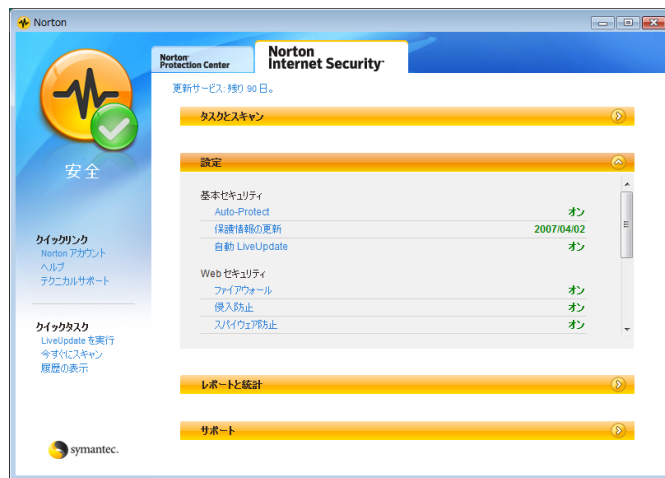 Norton
Norton
Protection Center
Norton
Internet Security
更新サービス: 残り 90 日。
安全
クイックリンク
Norton アカウント
ヘルプ
テクニカルサポート
クイックタスク
LiveUpdate を実行
今すぐにスキャン
履歴の表示
symantec.
タスクとスキャン
設定
基本セキュリティ
Auto-Protect オン
保護情報の更新 2007/04/02
自動 LiveUpdate オン
Web セキュリティ
ファイアウォール オン
侵入防止 オン
スパイウェア防止 オン
レポートと統計
サポート